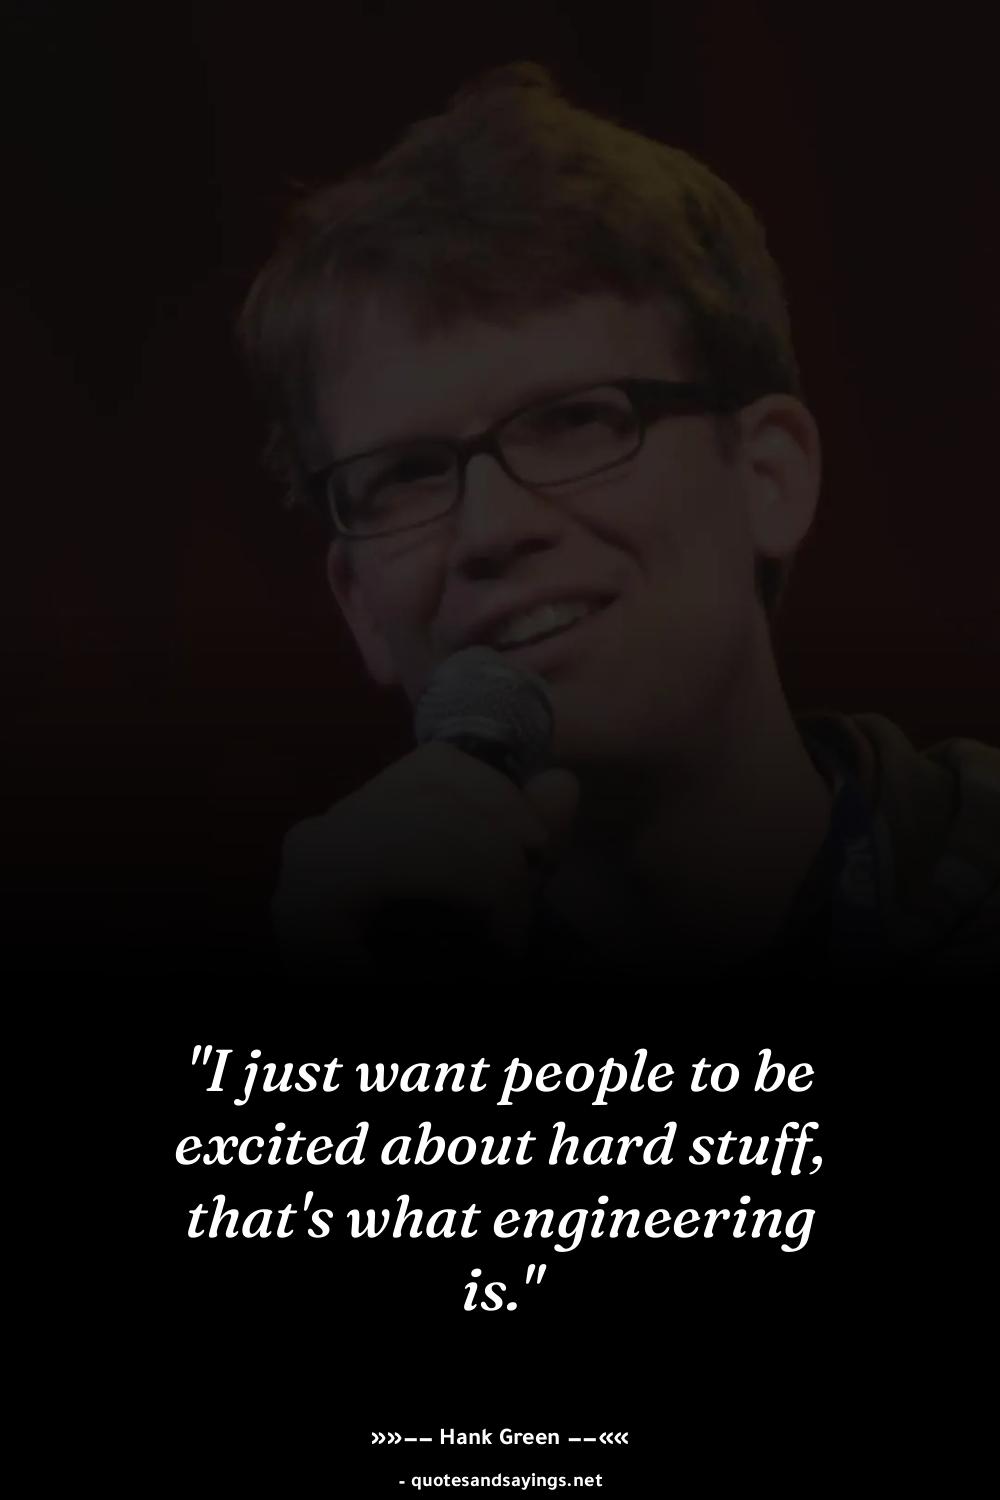 "I just want people to be
excited about hard stuff,
that's what engineering
is."
»»−− Hank Green −−««
- quotesandsayings.net